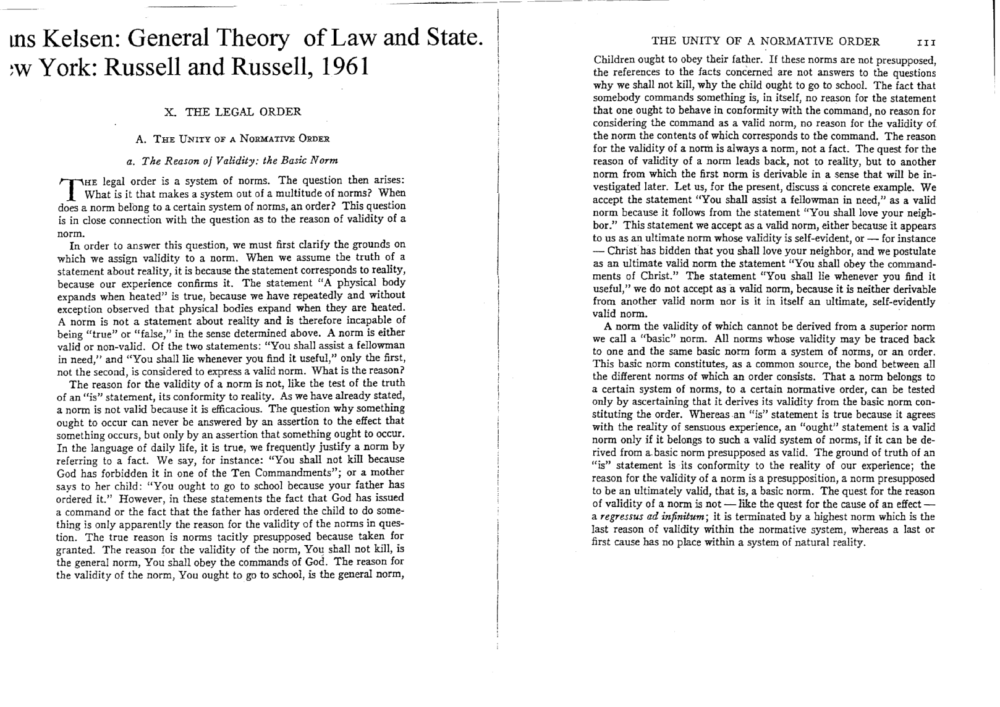 ns Kelsen: General Theory of Law and State.
w York: Russell and Russell, 1961
X. THE LEGAL ORDER
A. THE UNITY OF A NORMATIVE ORDER
a. The Reason of Validity: the Basic Norm
THE legal order is a system of norms. The question then arises:
What is it that makes a system out of a multitude of norms? When
does a norm belong to a certain system of norms, an order? This question
is in close connection with the question as to the reason of validity of a
norm.
In order to answer this question, we must first clarify the grounds on
which we assign validity to a norm. When we assume the truth of a
statement about reality, it is because the statement corresponds to reality,
because our experience confirms it. The statement “A physical body
expands when heated” is true, because we have repeatedly and without
exception observed that physical bodies expand when they are heated.
A norm is not a statement about reality and is therefore incapable of
being “true” or “false,” in the sense determined above. A norm is either
valid or non-valid. Of the two statements: “You shall assist a fellowman
in need,” and “You shall lie whenever you find it useful,” only the first,
not the second, is considered to express a valid norm. What is the reason?
The reason for the validity of a norm is not, like the test of the truth
of an “is” statement, its conformity to reality. As we have already stated,
a norm is not valid because it is efficacious. The question why something
ought to occur can never be answered by an assertion to the effect that
something occurs, but only by an assertion that something ought to occur.
In the language of daily life, it is true, we frequently justify a norm by
referring to a fact. We say, for instance: “You shall not kill because
God has forbidden it in one of the Ten Commandments”; or a mother
says to her child: “You ought to go to school because your father has
ordered it.” However, in these statements the fact that God has issued
a command or the fact that the father has ordered the child to do some-
thing is only apparently the reason for the validity of the norms in ques-
tion. The true reason is norms tacitly presupposed because taken for
granted. The reason for the validity of the norm, You shall not kill, is
the general norm, You shall obey the commands of God. The reason for
the validity of the norm, You ought to go to school, is the general norm,
THE UNITY OF A NORMATIVE ORDER 111
Children ought to obey their father. If these norms are not presupposed,
the references to the facts concerned are not answers to the questions
why we shall not kill, why the child ought to go to school. The fact that
somebody commands something is, in itself, no reason for the statement
that one ought to behave in conformity with the command, no reason for
considering the command as a valid norm, no reason for the validity of
the norm the contents of which corresponds to the command. The reason
for the validity of a norm is always a norm, not a fact. The quest for the
reason of validity of a norm leads back, not to reality, but to another
norm from which the first norm is derivable in a sense that will be in-
vestigated later. Let us, for the present, discuss a concrete example. We
accept the statement “You shall assist a fellowman in need,” as a valid
norm because it follows from the statement “You shall love your neigh-
bor.” This statement we accept as a valid norm, either because it appears
to us as an ultimate norm whose validity is self-evident, or — for instance
— Christ has bidden that you shall love your neighbor, and we postulate
as an ultimate valid norm the statement “You shall obey the command-
ments of Christ.” The statement “You shall lie whenever you find it
useful,” we do not accept as a valid norm, because it is neither derivable
from another valid norm nor is it in itself an ultimate, self-evidently
valid norm.
A norm the validity of which cannot be derived from a superior norm
we call a “basic” norm. All norms whose validity may be traced back
to one and the same basic norm form a system of norms, or an order.
This basic norm constitutes, as a common source, the bond between all
the different norms of which an order consists. That a norm belongs to
a certain system of norms, to a certain normative order, can be tested
only by ascertaining that it derives its validity from the basic norm con-
stituting the order. Whereas an “is” statement is true because it agrees
with the reality of sensuous experience, an “ought” statement is a valid
norm only if it belongs to such a valid system of norms, if it can be de-
rived from a basic norm presupposed as valid. The ground of truth of an
“is” statement is its conformity to the reality of our experience; the
reason for the validity of a norm is a presupposition, a norm presupposed
to be an ultimately valid, that is, a basic norm. The quest for the reason
of validity of a norm is not — like the quest for the cause of an effect —
a regressus ad infinitum; it is terminated by a highest norm which is the
last reason of validity within the normative system, whereas a last or
first cause has no place within a system of natural reality.